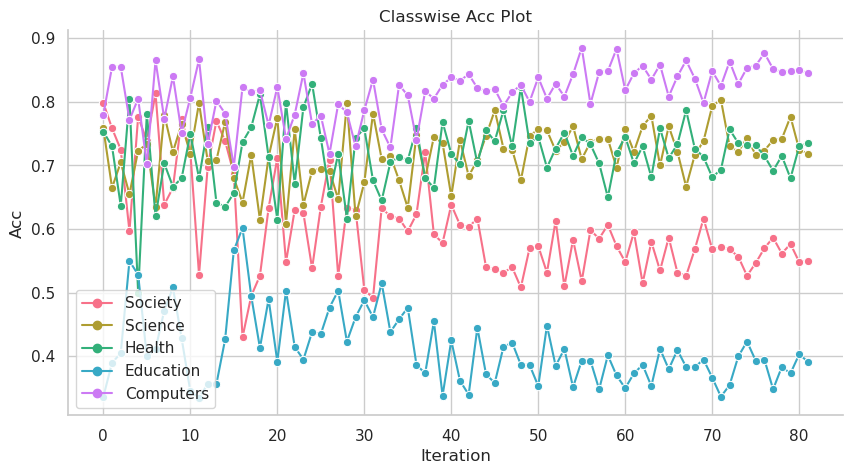 Classwise Acc Plot
0.9
0.8
0.7
0.6
0.5
0.4
Acc
Society
Science
Health
Education
Computers
0 10 20 30 40 50 60 70 80
Iteration